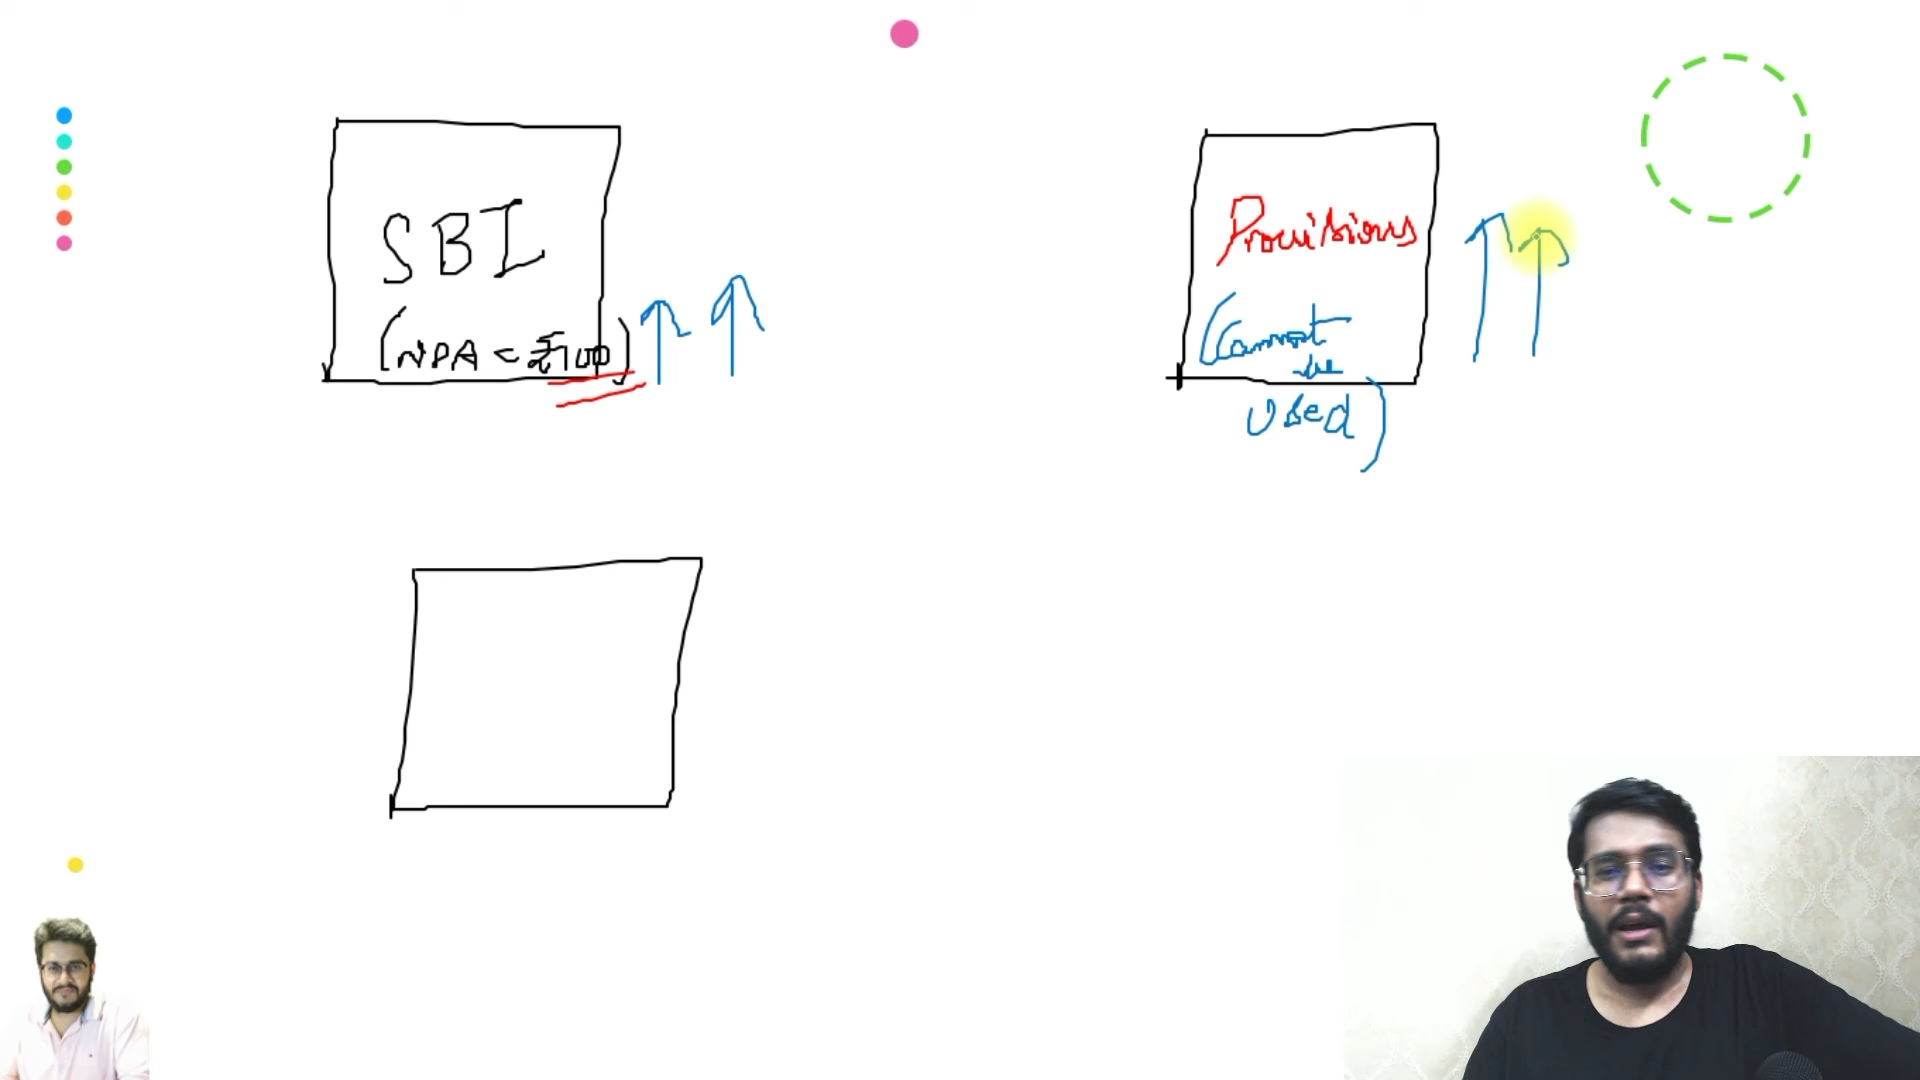 SBI
(NPA = ₹100)
Provisions
(Cannot
be
Used)